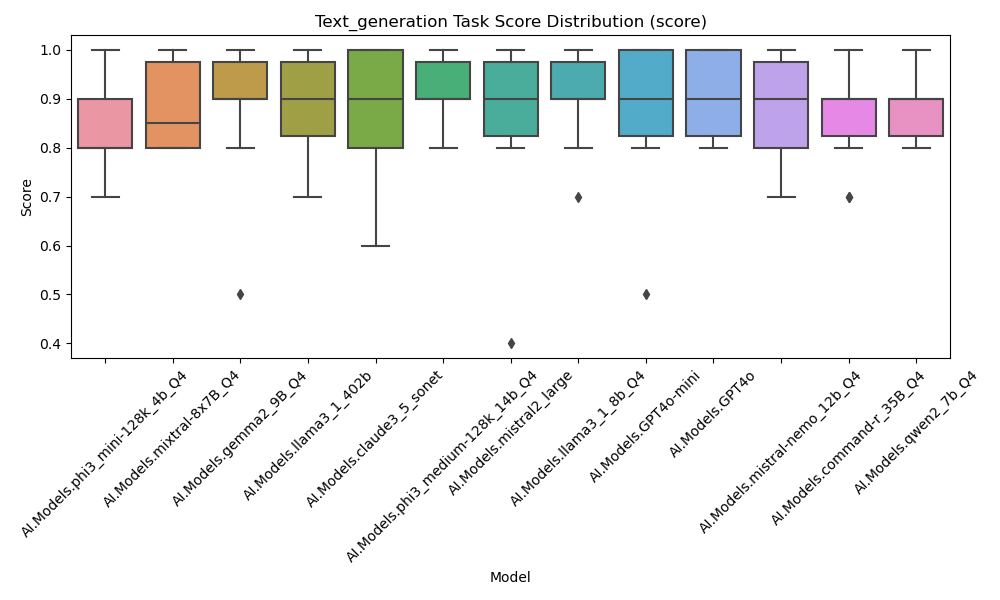 Text_generation Task Score Distribution (score)
1.0
0.9
0.8
0.7
0.6
0.5
0.4
Score
AI.Models.phi3_mini-128k_4b_Q4
AI.Models.mixtral-8x7B_Q4
AI.Models.gemma2_9B_Q4
AI.Models.llama3_1_402b
AI.Models.claude3_5_sonet
AI.Models.phi3_medium-128k_14b_Q4
AI.Models.mistral2_large
AI.Models.llama3_1_8b_Q4
AI.Models.GPT4o-mini
AI.Models.GPT4o
AI.Models.mistral-nemo_12b_Q4
AI.Models.command-r_35B_Q4
AI.Models.qwen2_7b_Q4
Model